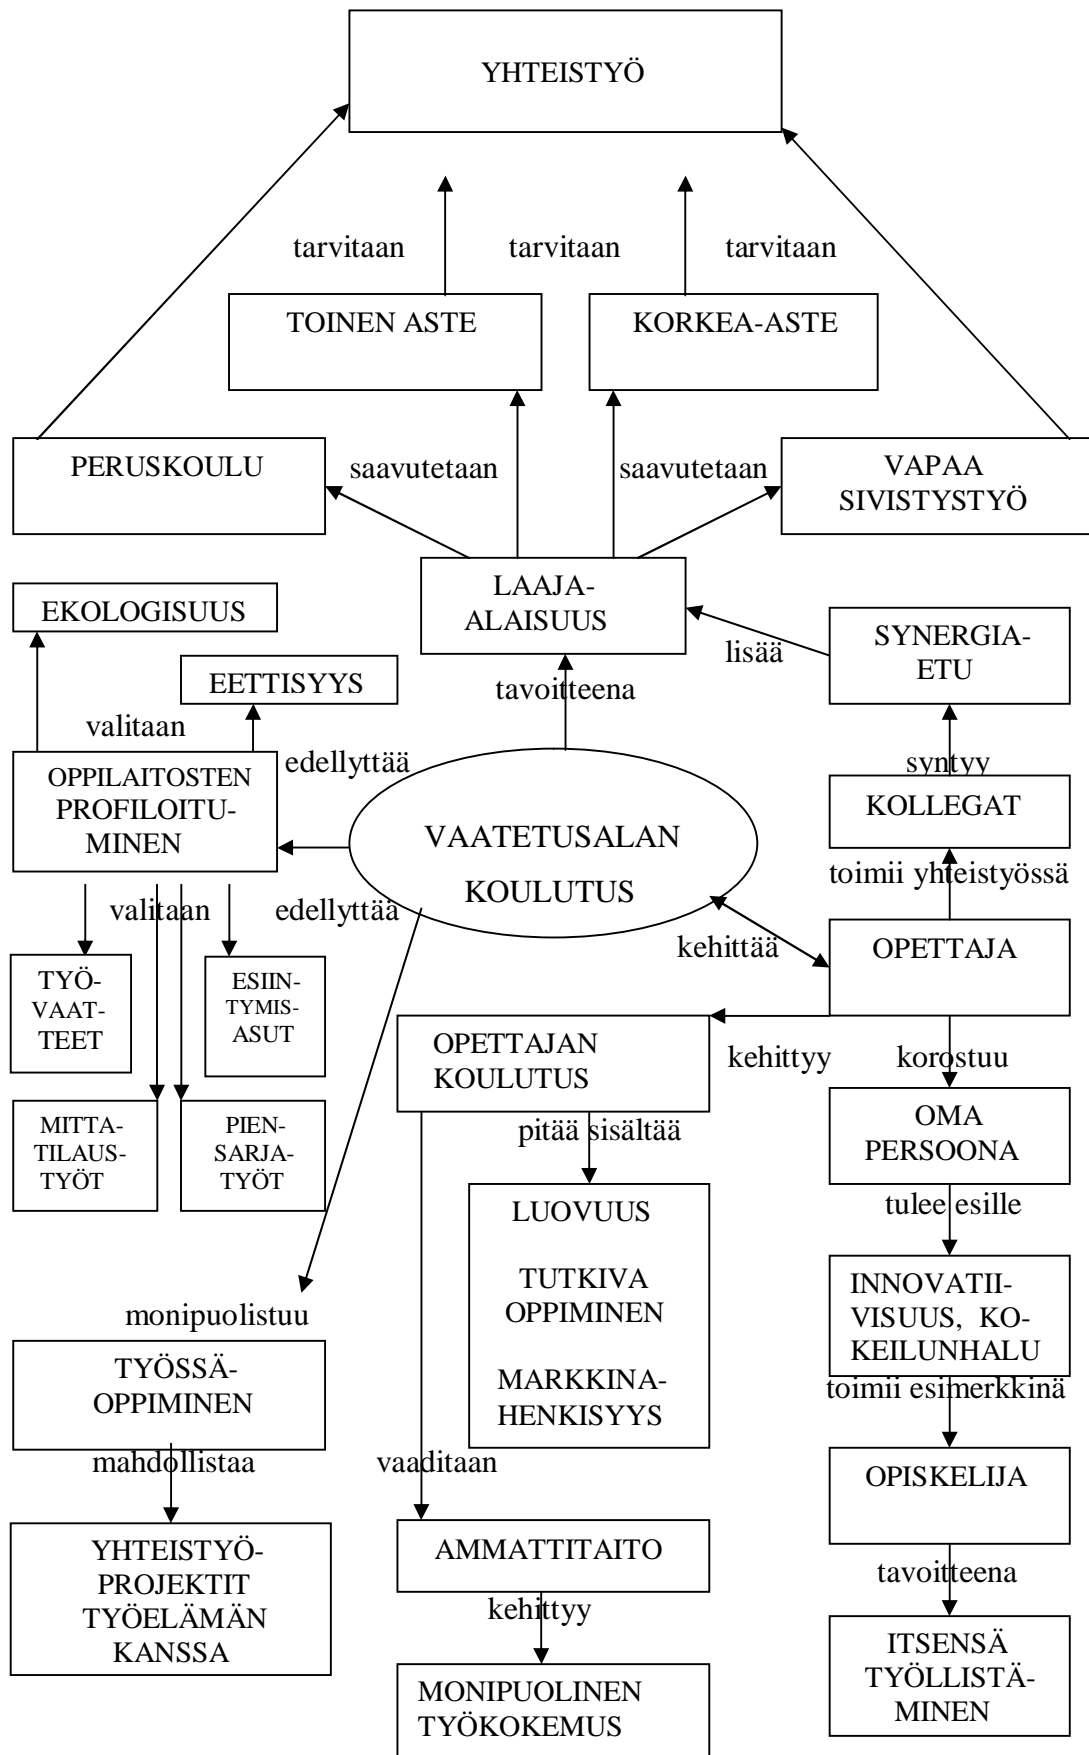 YHTEISTYÖ
tarvitaan
tarvitaan
tarvitaan
TOINEN ASTE
KORKEA-ASTE
PERUSKOULU
saavutetaan
saavutetaan
VAPAA
SIVISTYSTYÖ
LAAJA-
ALAISUUS
EKOLOGISUUS
SYNERGIA-
ETU
lisää
EETTISYYS
tavoitteena
valitaan
edellyttää
syntyy
OPPILAITOSTEN
PROFILOITU-
MINEN
KOLLEGAT
VAATETUSALAN
KOULUTUS
toimii yhteistyössä
valitaan
edellyttää
kehittää
OPETTAJA
TYÖ-
VAAT-
TEET
ESIIN-
TYMIS-
ASUT
OPETTAJAN
KOULUTUS
kehittyy
korostuu
MITTA-
TILAUS-
TYÖT
PIEN-
SARJA-
TYÖT
pitää sisältää
OMA
PERSOONA
tulee esille
LUOVUUS
TUTKIVA
OPPIMINEN
MARKKINA-
HENKISYYS
INNOVATII-
VISUUS, KO-
KEILUNHALU
monipuolistuu
TYÖSSÄ-
OPPIMINEN
toimii esimerkkinä
mahdollistaa
vaaditaan
OPISKELIJA
YHTEISTYÖ-
PROJEKTIT
TYÖELÄMÄN
KANSSA
AMMATTITAITO
tavoitteena
kehittyy
ITSENSÄ
TYÖLLISTÄ-
MINEN
MONIPUOLINEN
TYÖKOKEMUS